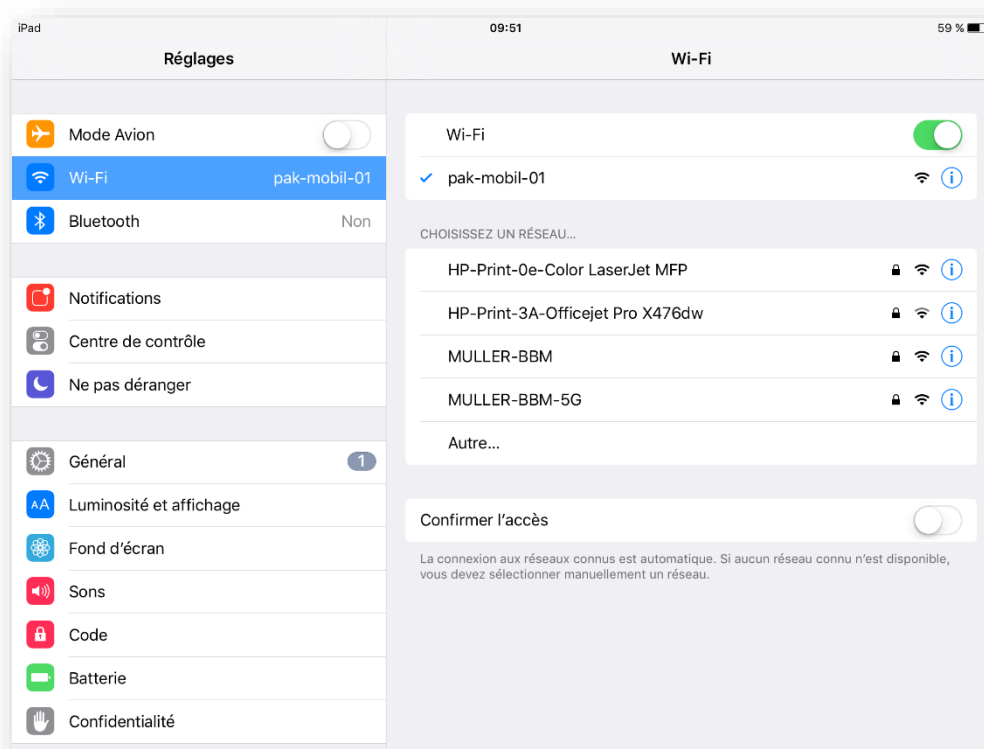 iPad
09:51
59 %
Réglages
Wi-Fi
Mode Avion
Wi-Fi
pak-mobil-01
Bluetooth
Non
Notifications
Centre de contrôle
Ne pas déranger
Général
1
AA
Luminosité et affichage
Fond d'écran
Sons
Code
Batterie
Confidentialité
Wi-Fi
pak-mobil-01
CHOISISSEZ UN RÉSEAU...
HP-Print-0e-Color LaserJet MFP
HP-Print-3A-Officejet Pro X476dw
MULLER-BBM
MULLER-BBM-5G
Autre...
Confirmer l'accès
La connexion aux réseaux connus est automatique. Si aucun réseau connu n'est disponible,
vous devez sélectionner manuellement un réseau.